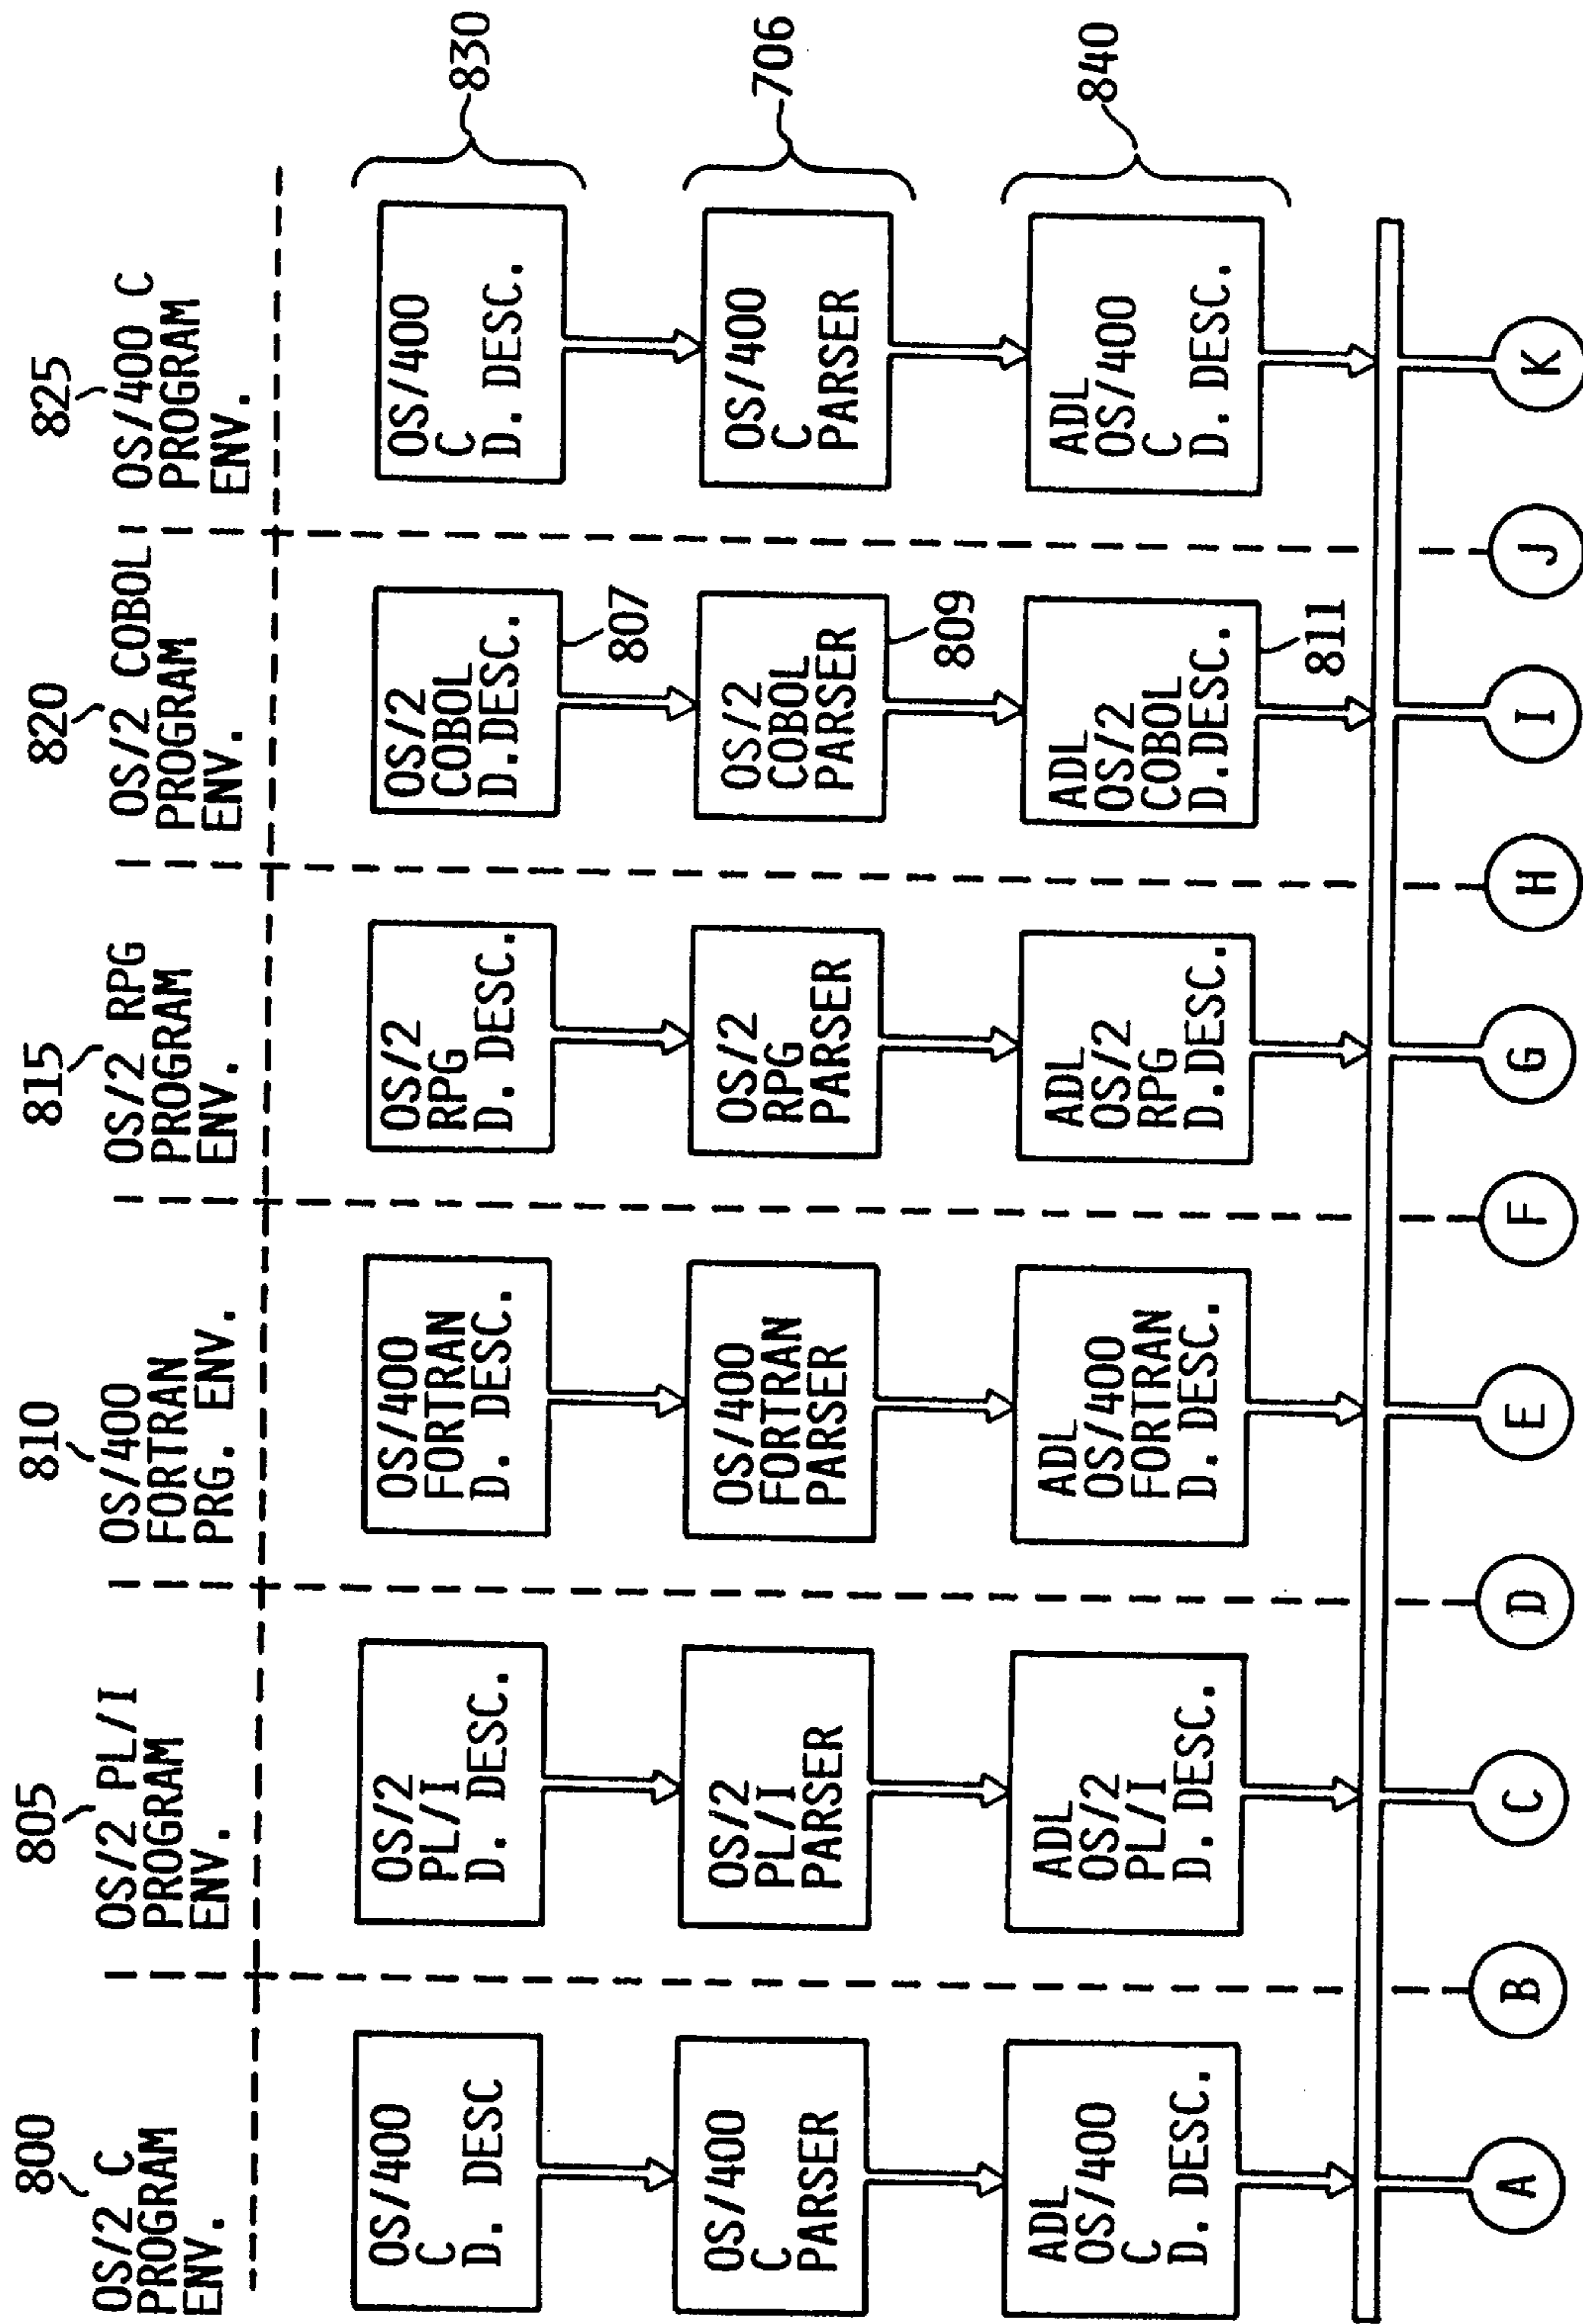 800
OS/2 C
PROGRAM
ENV.
805
OS/2 PL/I
PROGRAM
ENV.
810
OS/400
FORTRAN
PRG. ENV.
815
OS/2 RPG
PROGRAM
ENV.
820
OS/2 COBOL
PROGRAM
ENV.
825
OS/400 C
PROGRAM
ENV.
OS/400
C
D. DESC
OS/2
PL/I
D. DESC.
OS/400
FORTRAN
D. DESC.
OS/2
RPG
D. DESC.
OS/2
COBOL
D.DESC.
807
OS/400
C
D. DESC.
830
OS/400
C
PARSER
OS/2
PL/I
PARSER
OS/400
FORTRAN
PARSER
OS/2
RPG
PARSER
OS/2
COBOL
PARSER
809
OS/400
C
PARSER
706
ADL
OS/400
C
D. DESC.
ADL
OS/2
PL/I
D. DESC.
ADL
OS/400
FORTRAN
D. DESC.
ADL
OS/2
RPG
D.DESC.
ADL
OS/2
COBOL
D.DESC.
811
ADL
OS/400
C
D. DESC.
840
A
B
C
D
E
F
G
H
I
J
K